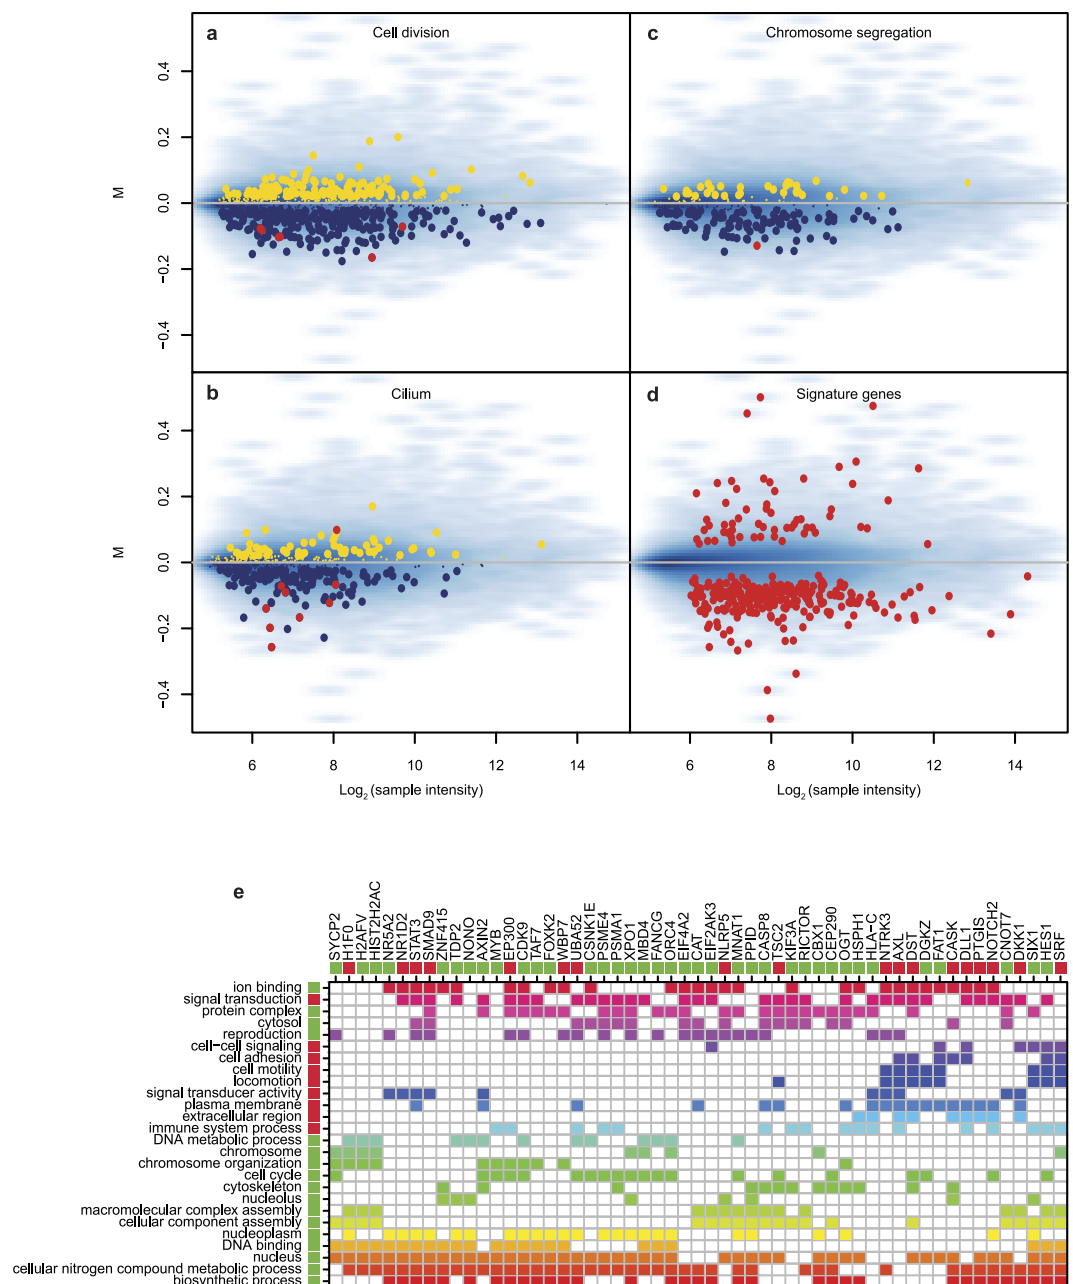 a
Cell division
c
Chromosome segregation
M
0.4
0.2
0.0
−0.2
−0.4
b
Cilium
d
Signature genes
M
0.4
0.2
0.0
−0.2
−0.4
6 8 10 12 14
6 8 10 12 14
Log2 (sample intensity)
Log2 (sample intensity)
e
SYCP2
H1F0
H2AFV
HIST2H2AC
NR5A2
NR1D2
STAT3
SMAD9
ZNF415
TDP2
NONO
AXIN2
MYB
EP300
CDK9
TAF7
FOXK2
WBP7
UBA52
CSNK1E
PSME4
PSMA1
XPO1
MBD4
FANCG
ORC4
EIF4A2
CAT
EIF2AK3
NLRP5
MNAT1
PPID
CASP8
TSC2
KIF3A
RICTOR
CBX1
CEP290
OGT
HSPH1
HLA−C
NTRK3
AXL
DST
DGKZ
FAT1
CASK
DLL1
PTGIS
NOTCH2
CNOT7
DKK1
SIX1
HES1
SRF
ion binding
signal transduction
protein complex
cytosol
reproduction
cell−cell signaling
cell adhesion
cell motility
locomotion
signal transducer activity
plasma membrane
extracellular region
immune system process
DNA metabolic process
chromosome
chromosome organization
cell cycle
cytoskeleton
nucleolus
macromolecular complex assembly
cellular component assembly
nucleoplasm
DNA binding
nucleus
cellular nitrogen compound metabolic process
biosynthetic process